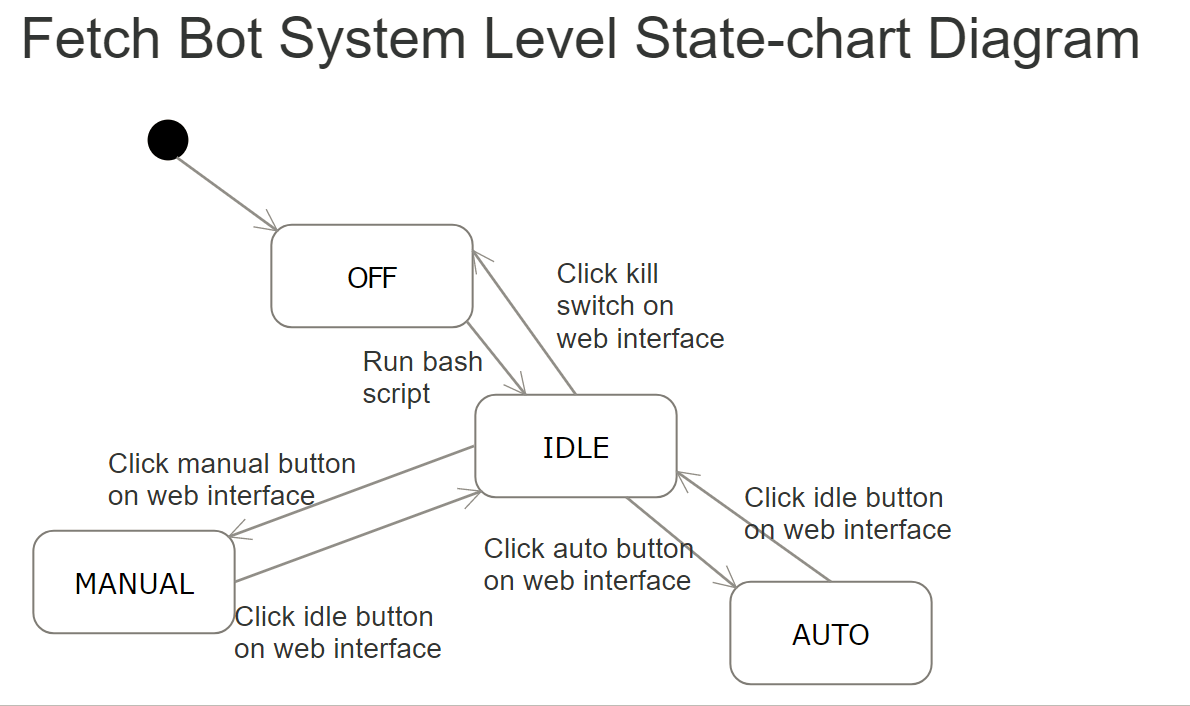 Fetch Bot System Level State-chart Diagram
OFF
Click kill
switch on
web interface
Run bash
script
IDLE
Click manual button
on web interface
Click idle button
on web interface
Click auto button
on web interface
MANUAL
Click idle button
on web interface
AUTO